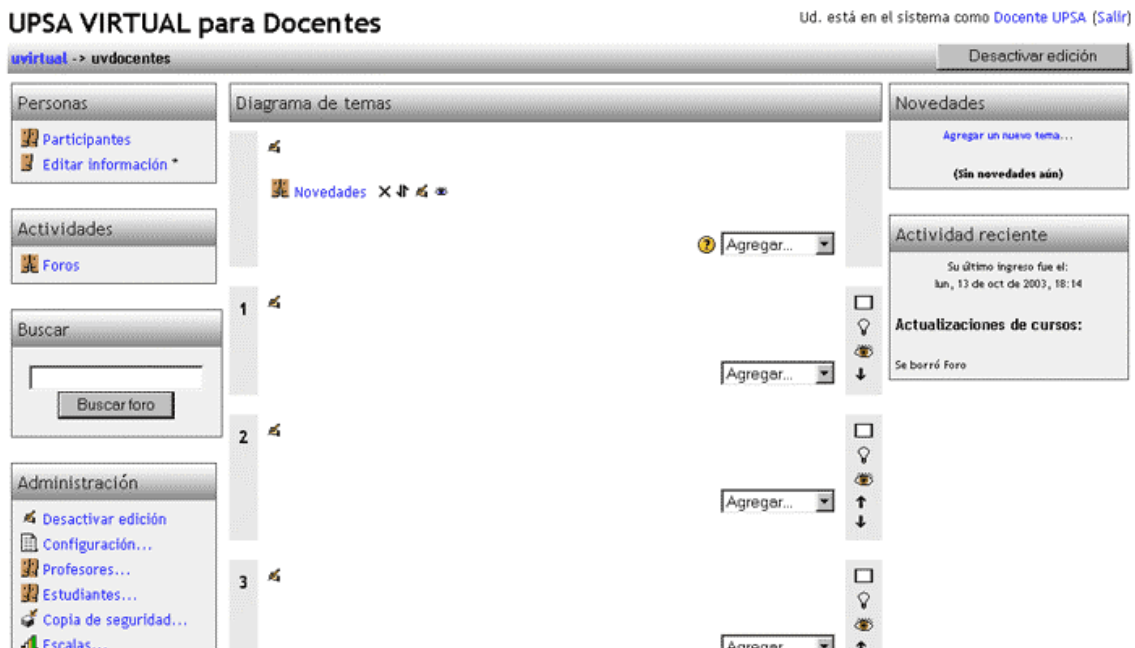 UPSA VIRTUAL para Docentes
Ud. está en el sistema como Docente UPSA (Salir)
uvirtual -> uvdocentes
Desactivar edición
Personas
Participantes
Editar información *
Actividades
Foros
Buscar
Buscar foro
Administración
Desactivar edición
Configuración...
Profesores...
Estudiantes...
Copia de seguridad...
Escalas...
Diagrama de temas
Novedades
? Agregar...
1
Agregar...
2
Agregar...
3
Agregar...
Novedades
Agregar un nuevo tema...
(Sin novedades aún)
Actividad reciente
Su último ingreso fue el:
lun, 13 de oct de 2003, 18:14
Actualizaciones de cursos:
Se borró Foro